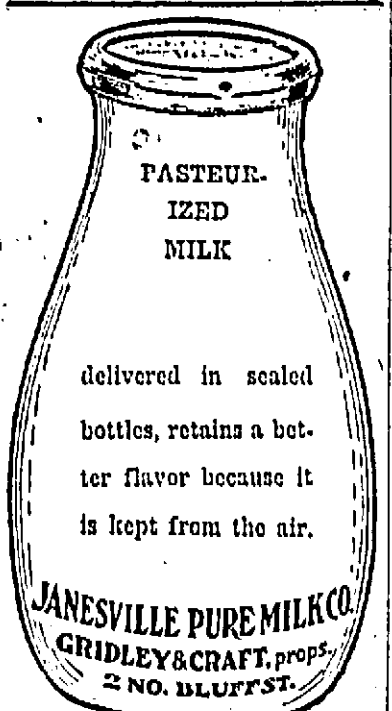 PASTEUR-
IZED
MILK
delivered in sealed
bottles, retains a bet-
ter flavor because it
is kept from the air.
JANESVILLE PURE MILK CO.
GRIDLEY & CRAFT, props.
2 NO. BLUFF ST.